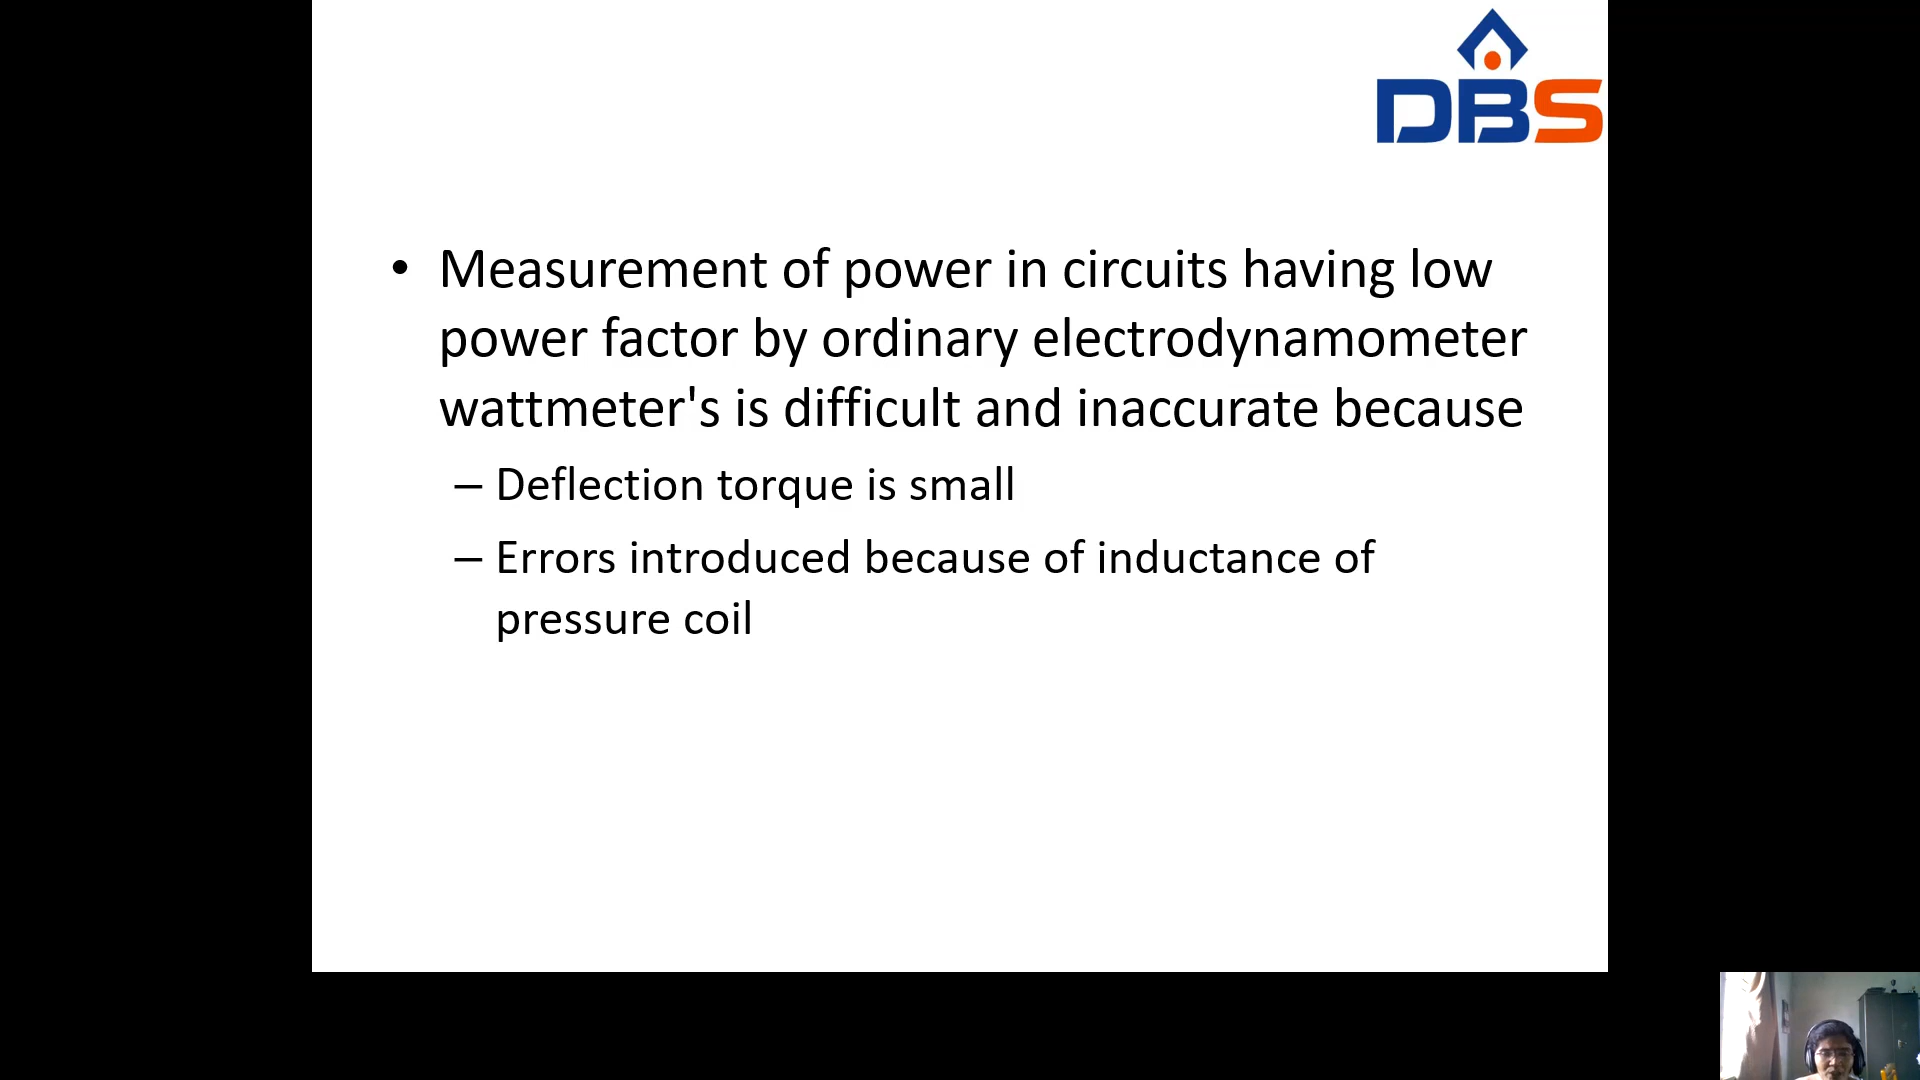 DBS
• Measurement of power in circuits having low
power factor by ordinary electrodynamometer
wattmeter's is difficult and inaccurate because
– Deflection torque is small
– Errors introduced because of inductance of
pressure coil